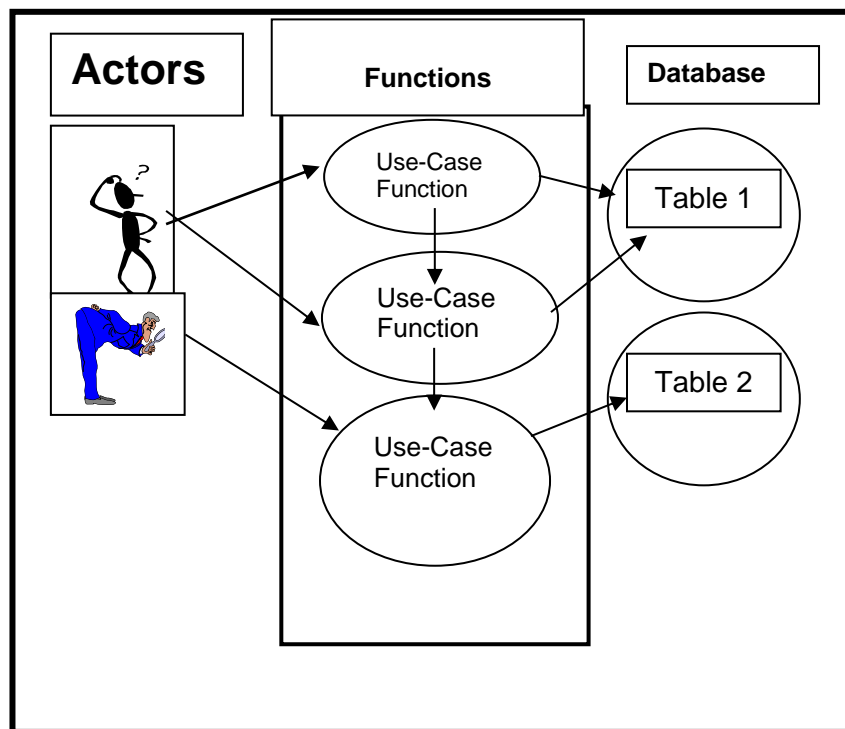 Actors
Functions
Database
?
Use-Case
Function
Table 1
Use-Case
Function
Table 2
Use-Case
Function